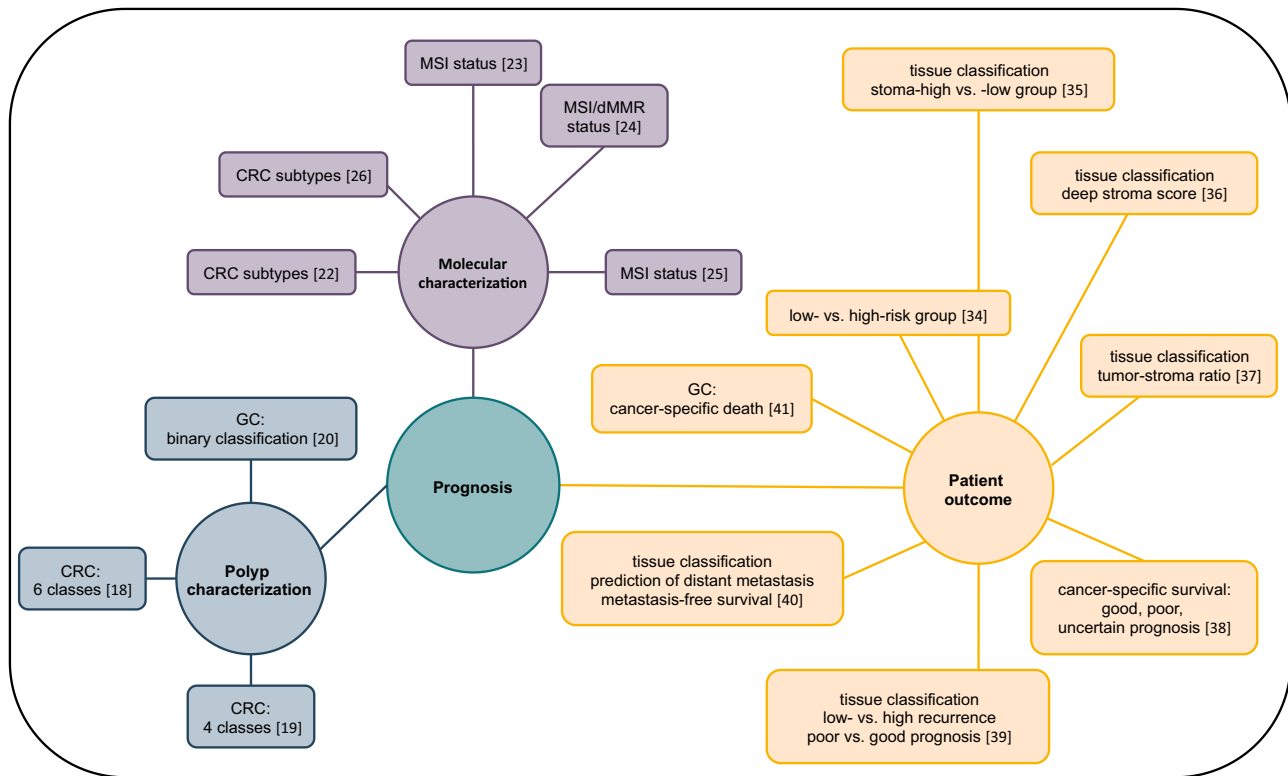 MSI status [23]
MSI/dMMR
status [24]
CRC subtypes [26]
CRC subtypes [22]
Molecular
characterization
MSI status [25]
tissue classification
stoma-high vs. -low group [35]
tissue classification
deep stroma score [36]
low- vs. high-risk group [34]
tissue classification
tumor-stroma ratio [37]
GC:
cancer-specific death [41]
GC:
binary classification [20]
Prognosis
Patient
outcome
CRC:
6 classes [18]
Polyp
characterization
tissue classification
prediction of distant metastasis
metastasis-free survival [40]
cancer-specific survival:
good, poor,
uncertain prognosis [38]
CRC:
4 classes [19]
tissue classification
low- vs. high recurrence
poor vs. good prognosis [39]